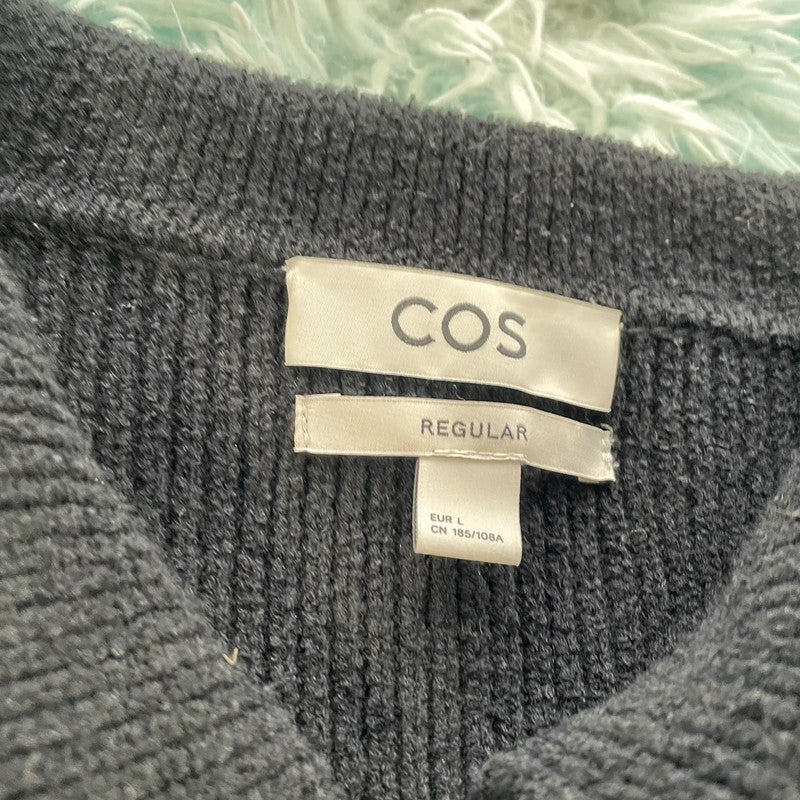 COS
REGULAR
EUR L
CN 185/108A